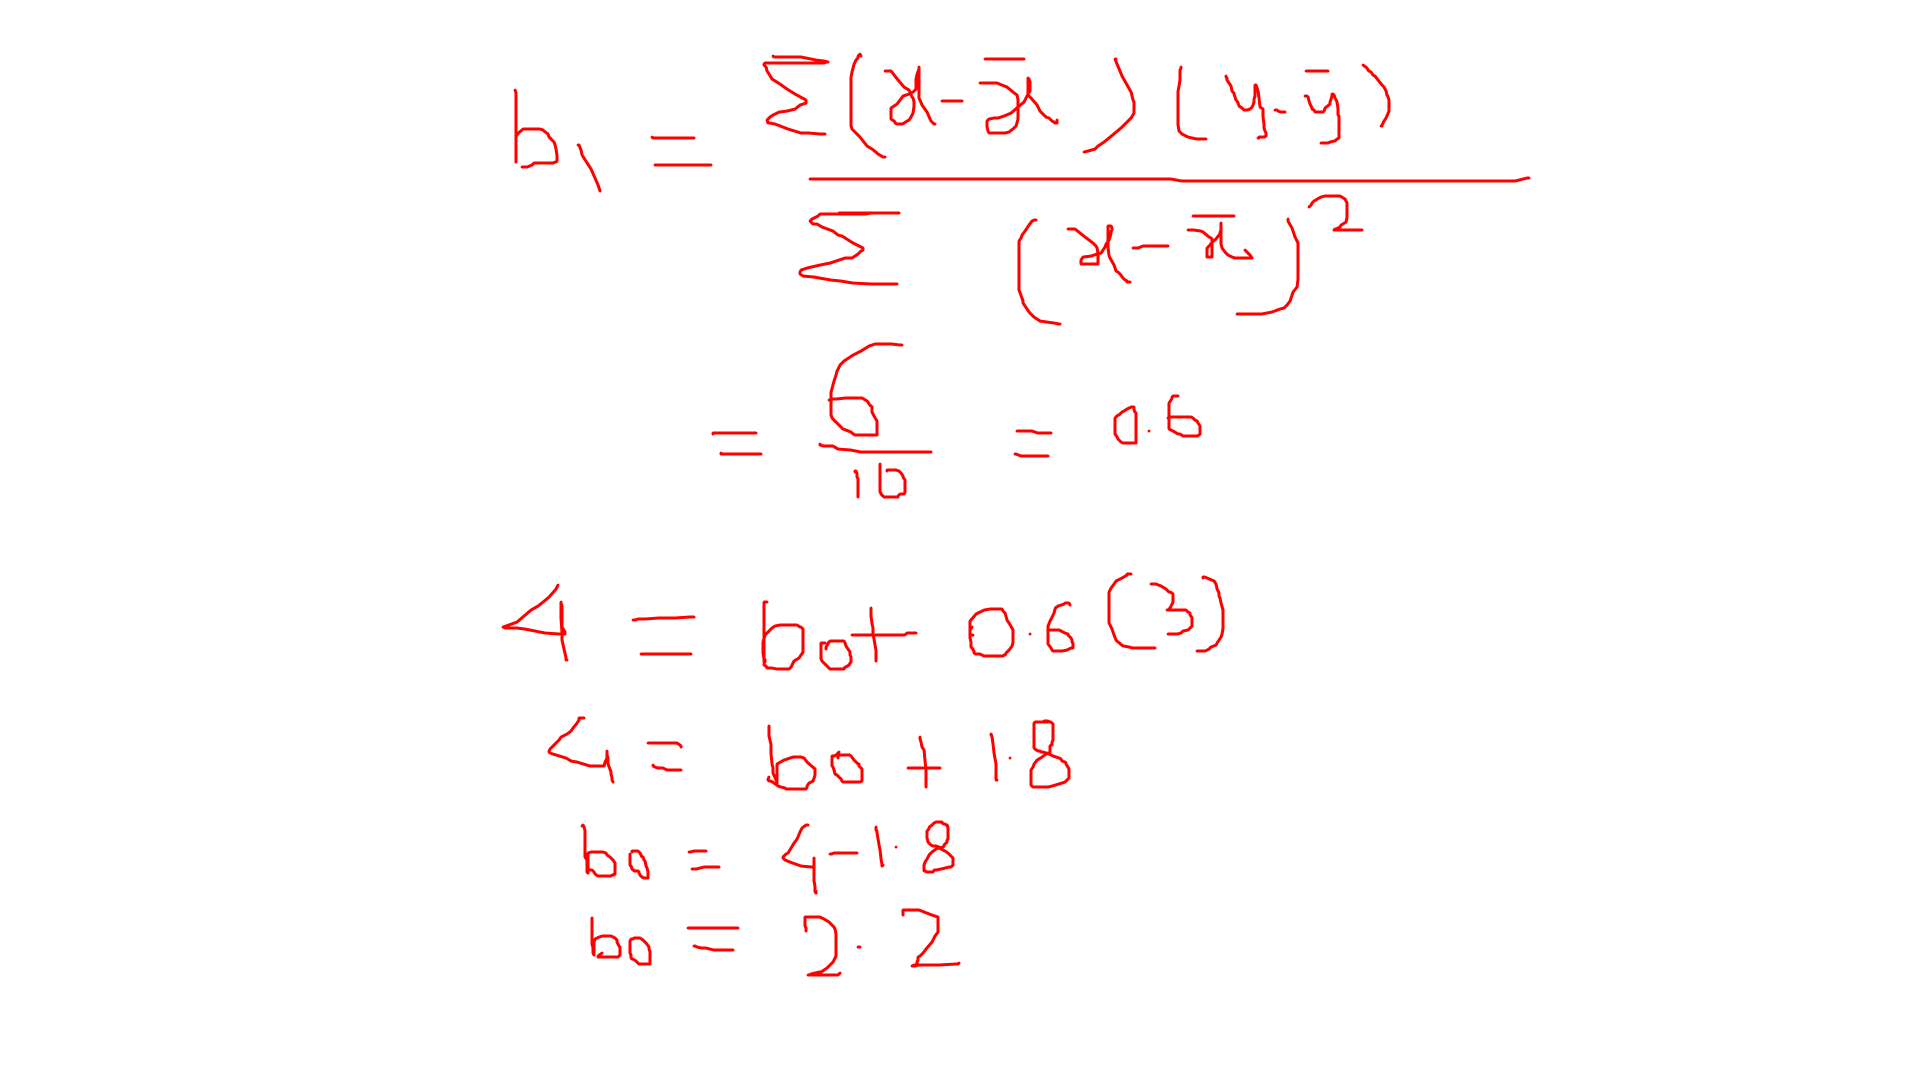 b₁ = Σ(x-x̄)(y-ȳ) / Σ(x-x̄)²
= 6/10 = 0.6
4 = b₀+ 0.6(3)
4 = b₀ + 1.8
b₀ = 4-1.8
b₀ = 2.2